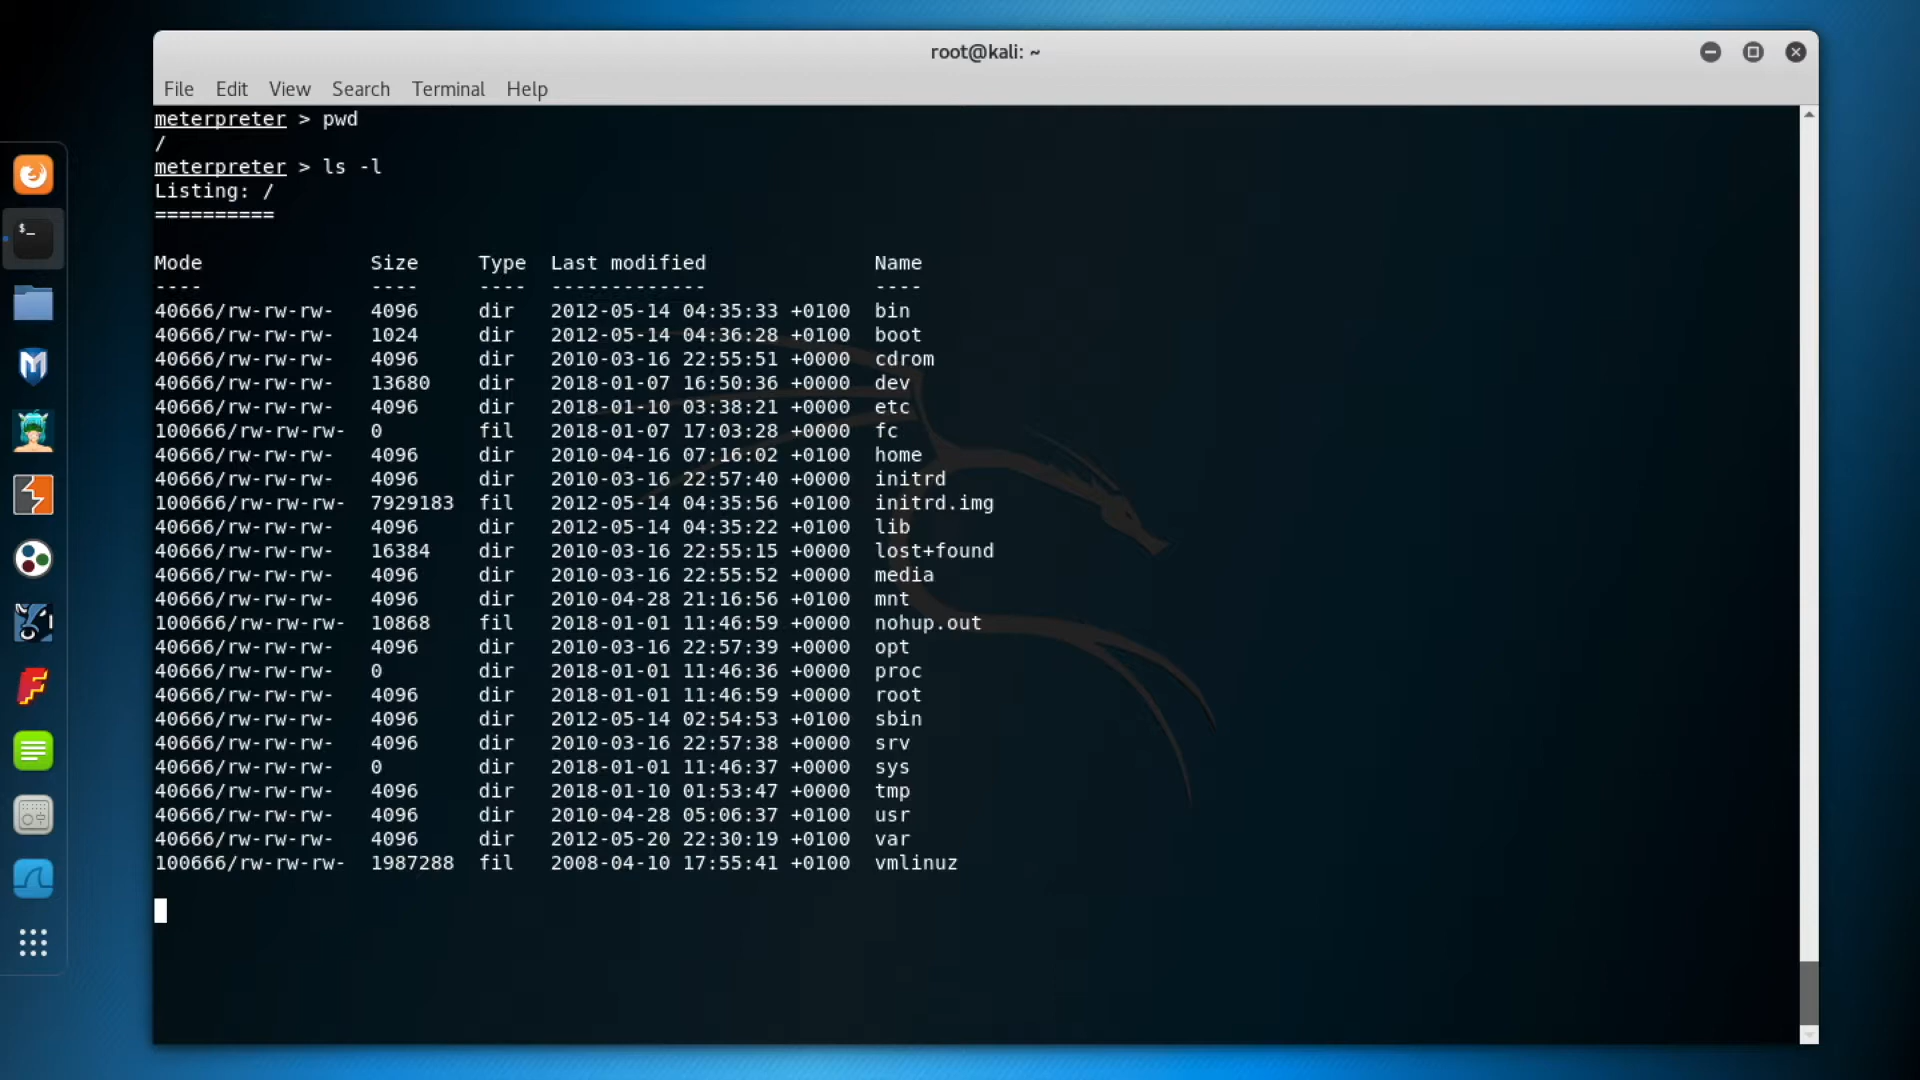 root@kali: ~
File Edit View Search Terminal Help
meterpreter > pwd
/
meterpreter > ls -l
Listing: /
==========
Mode Size Type Last modified Name
---- ---- ---- ------------- ----
40666/rw-rw-rw- 4096 dir 2012-05-14 04:35:33 +0100 bin
40666/rw-rw-rw- 1024 dir 2012-05-14 04:36:28 +0100 boot
40666/rw-rw-rw- 4096 dir 2010-03-16 22:55:51 +0000 cdrom
40666/rw-rw-rw- 13680 dir 2018-01-07 16:50:36 +0000 dev
40666/rw-rw-rw- 4096 dir 2018-01-10 03:38:21 +0000 etc
100666/rw-rw-rw- 0 fil 2018-01-07 17:03:28 +0000 fc
40666/rw-rw-rw- 4096 dir 2010-04-16 07:16:02 +0100 home
40666/rw-rw-rw- 4096 dir 2010-03-16 22:57:40 +0000 initrd
100666/rw-rw-rw- 7929183 fil 2012-05-14 04:35:56 +0100 initrd.img
40666/rw-rw-rw- 4096 dir 2012-05-14 04:35:22 +0100 lib
40666/rw-rw-rw- 16384 dir 2010-03-16 22:55:15 +0000 lost+found
40666/rw-rw-rw- 4096 dir 2010-03-16 22:55:52 +0000 media
40666/rw-rw-rw- 4096 dir 2010-04-28 21:16:56 +0100 mnt
100666/rw-rw-rw- 10868 fil 2018-01-01 11:46:59 +0000 nohup.out
40666/rw-rw-rw- 4096 dir 2010-03-16 22:57:39 +0000 opt
40666/rw-rw-rw- 0 dir 2018-01-01 11:46:36 +0000 proc
40666/rw-rw-rw- 4096 dir 2018-01-01 11:46:59 +0000 root
40666/rw-rw-rw- 4096 dir 2012-05-14 02:54:53 +0100 sbin
40666/rw-rw-rw- 4096 dir 2010-03-16 22:57:38 +0000 srv
40666/rw-rw-rw- 0 dir 2018-01-01 11:46:37 +0000 sys
40666/rw-rw-rw- 4096 dir 2018-01-10 01:53:47 +0000 tmp
40666/rw-rw-rw- 4096 dir 2010-04-28 05:06:37 +0100 usr
40666/rw-rw-rw- 4096 dir 2012-05-20 22:30:19 +0100 var
100666/rw-rw-rw- 1987288 fil 2008-04-10 17:55:41 +0100 vmlinuz